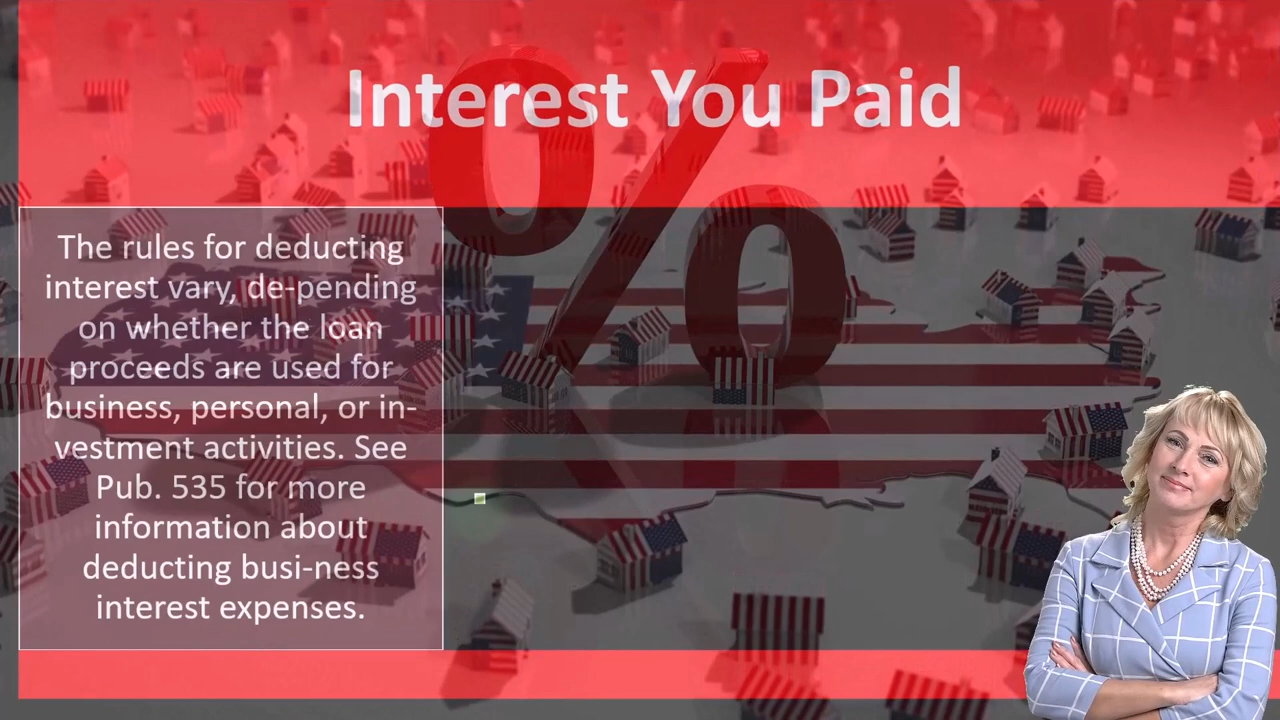 Interest You Paid
The rules for deducting
interest vary, de-pending
on whether the loan
proceeds are used for
business, personal, or in-
vestment activities. See
Pub. 535 for more
information about
deducting busi-ness
interest expenses.